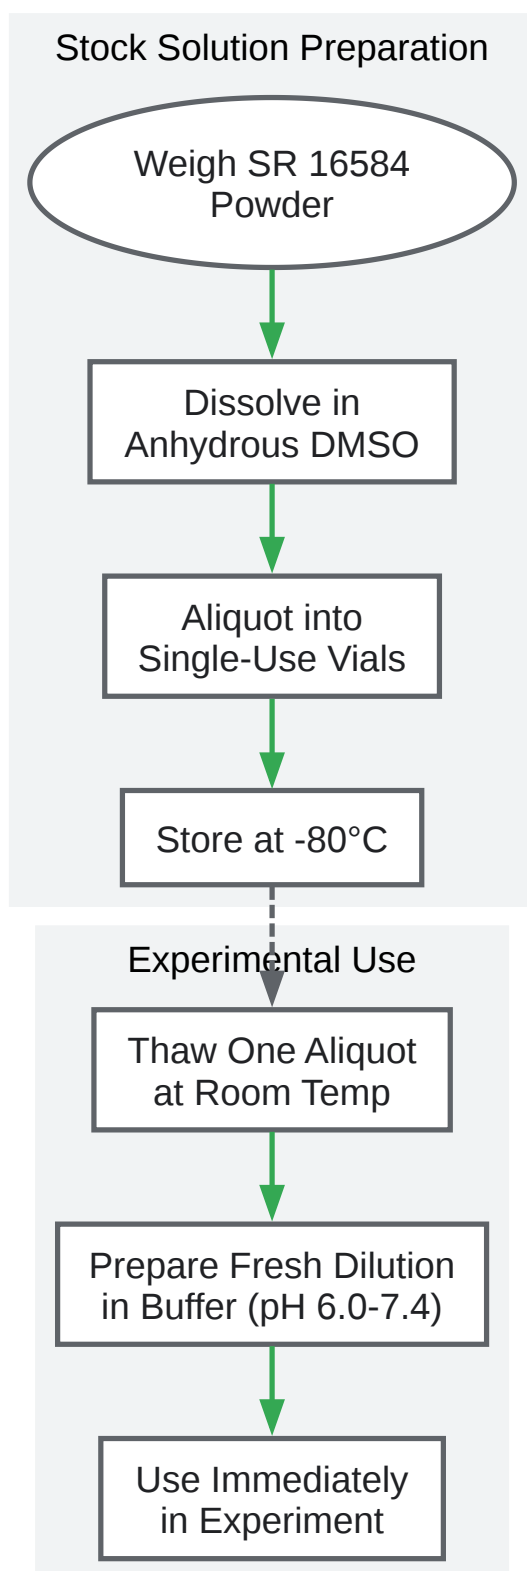 Stock Solution Preparation
Weigh SR 16584
Powder
Dissolve in
Anhydrous DMSO
Aliquot into
Single-Use Vials
Store at -80°C
Experimental Use
Thaw One Aliquot
at Room Temp
Prepare Fresh Dilution
in Buffer (pH 6.0-7.4)
Use Immediately
in Experiment